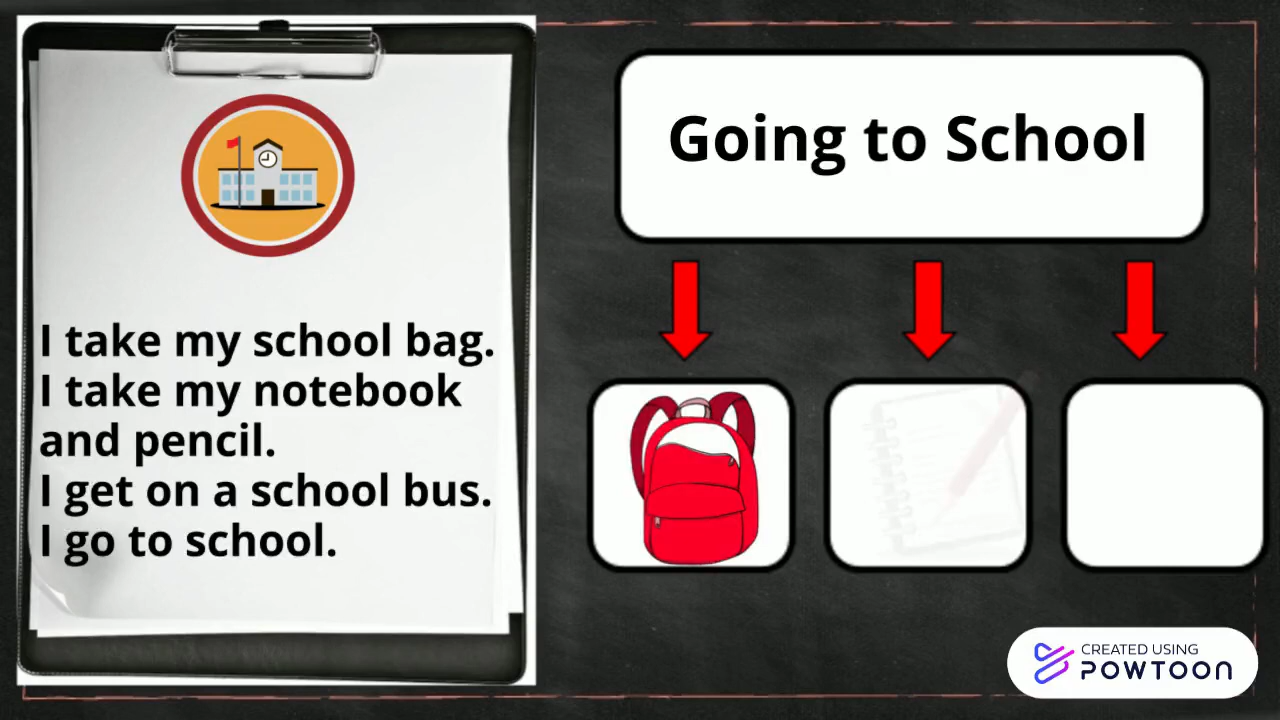 I take my school bag.
I take my notebook
and pencil.
I get on a school bus.
I go to school.
Going to School
CREATED USING
POWTOON